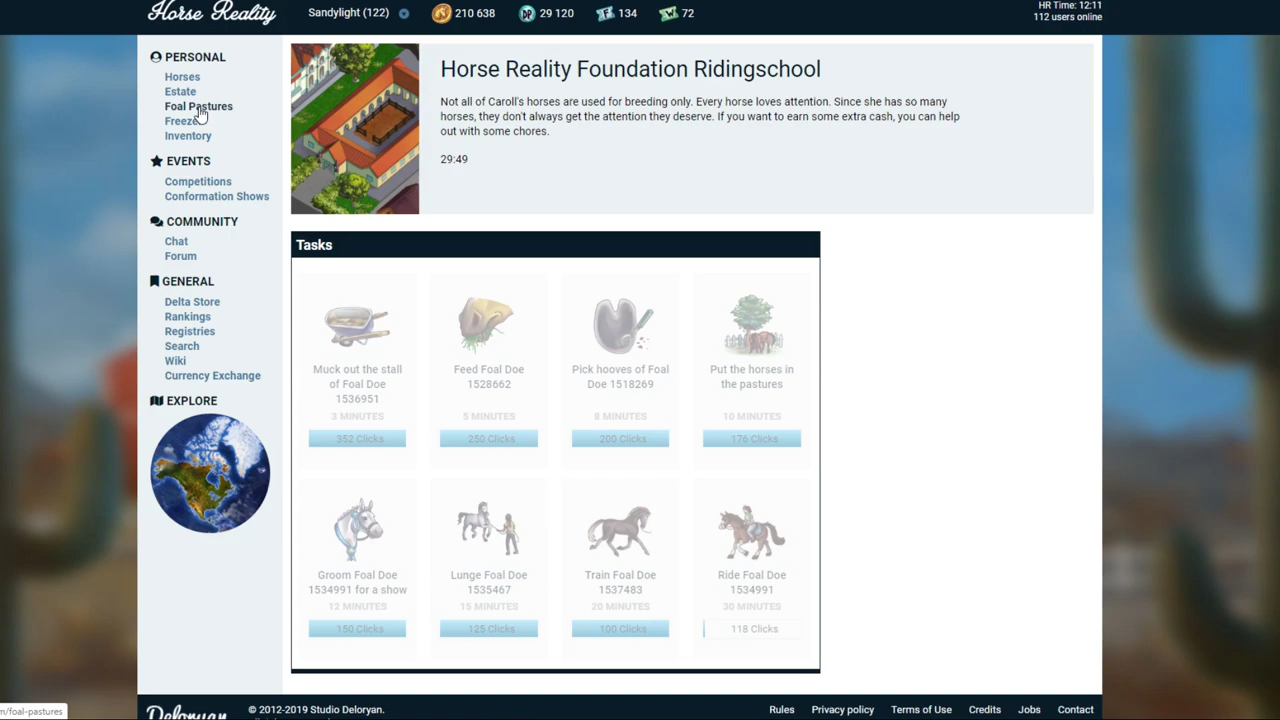 Horse Reality
Sandylight (122)
210 638
29 120
134
72
HR Time: 12:11
112 users online
PERSONAL
Horses
Estate
Foal Pastures
Freeze
Inventory
EVENTS
Competitions
Conformation Shows
COMMUNITY
Chat
Forum
GENERAL
Delta Store
Rankings
Registries
Search
Wiki
Currency Exchange
EXPLORE
Horse Reality Foundation Ridingschool
Not all of Caroll's horses are used for breeding only. Every horse loves attention. Since she has so many
horses, they don't always get the attention they deserve. If you want to earn some extra cash, you can help
out with some chores.
29:49
Tasks
Muck out the stall
of Foal Doe
1536951
3 MINUTES
352 Clicks
Feed Foal Doe
1528662
5 MINUTES
250 Clicks
Pick hooves of Foal
Doe 1518269
8 MINUTES
200 Clicks
Put the horses in
the pastures
10 MINUTES
176 Clicks
Groom Foal Doe
1534991 for a show
12 MINUTES
150 Clicks
Lunge Foal Doe
1535467
15 MINUTES
125 Clicks
Train Foal Doe
1537483
20 MINUTES
100 Clicks
Ride Foal Doe
1534991
30 MINUTES
118 Clicks
m/foal-pastures
Deloryan
© 2012-2019 Studio Deloryan.
Rules
Privacy policy
Terms of Use
Credits
Jobs
Contact